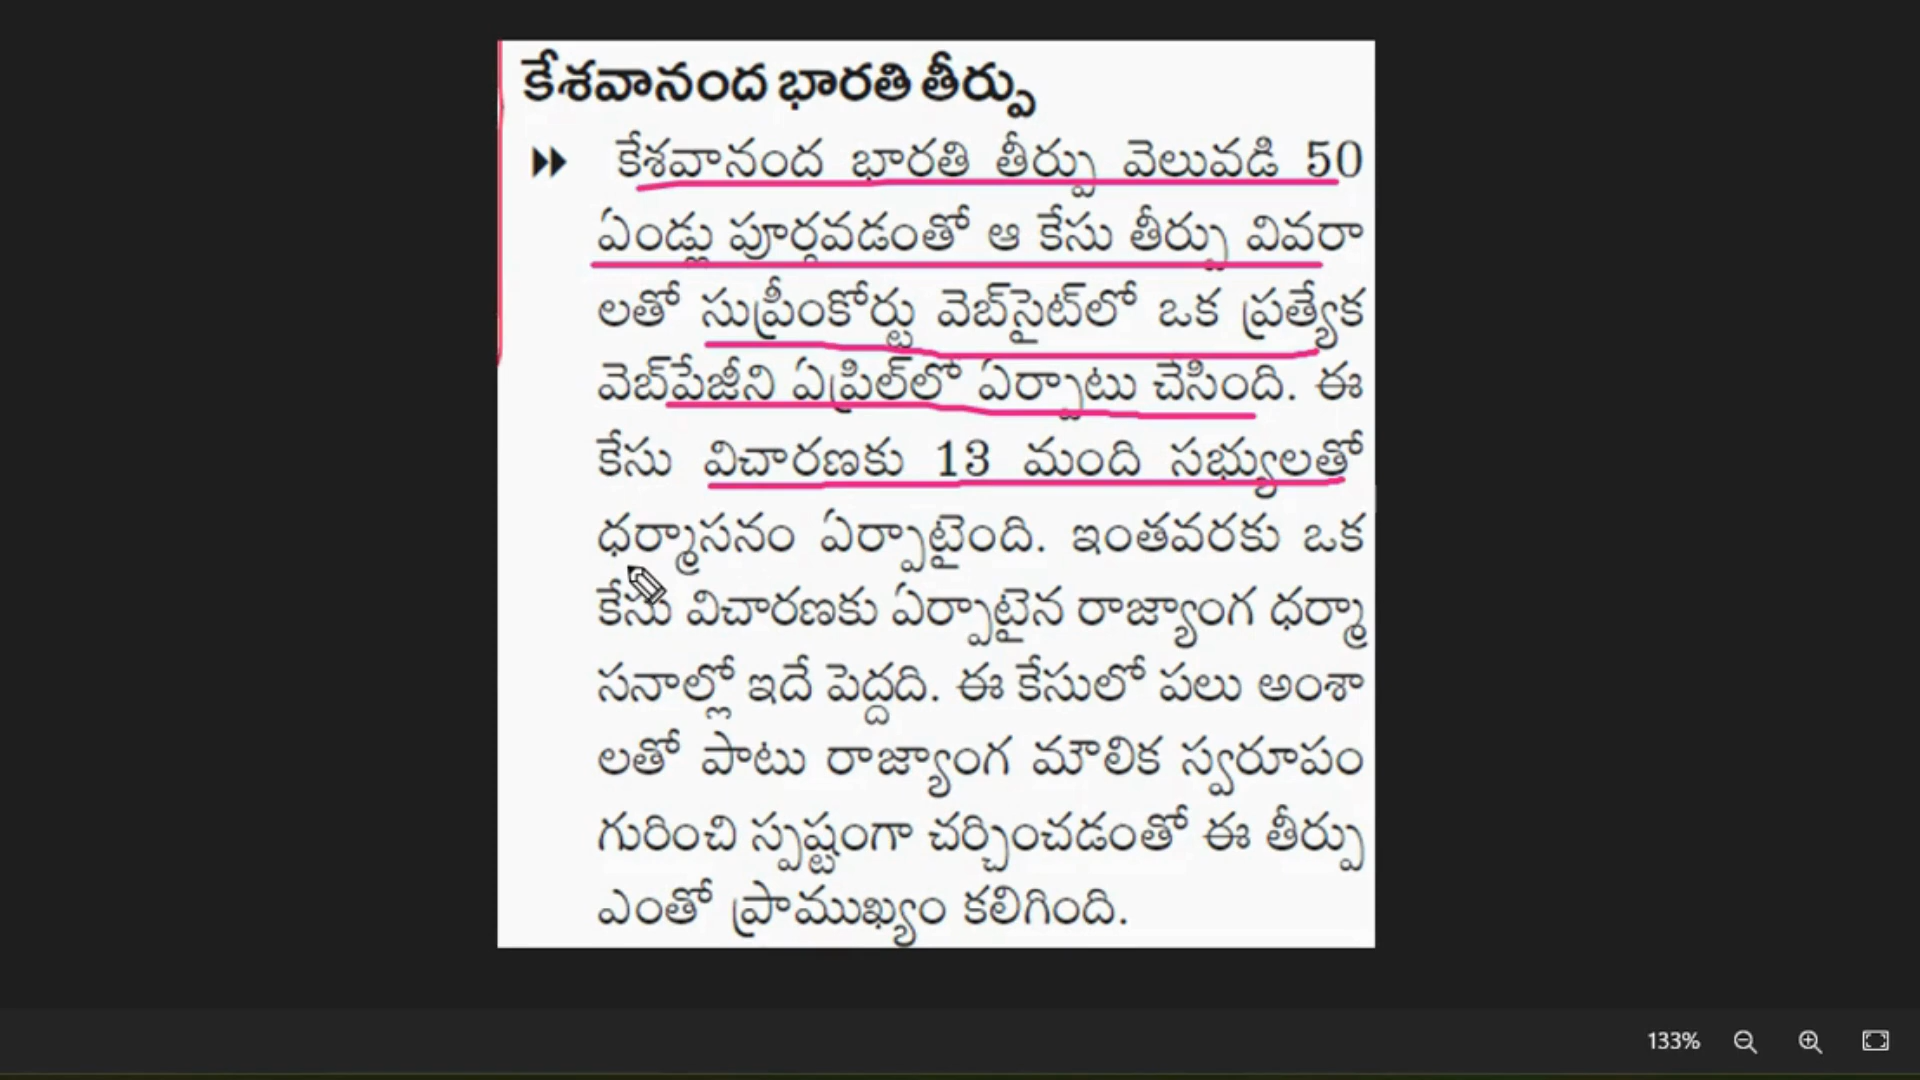 కేశవానంద భారతి తీర్పు
కేశవానంద భారతి తీర్పు వెలువడి 50
ఏండ్లు పూర్తవడంతో ఆ కేసు తీర్పు వివరా
లతో సుప్రీంకోర్టు వెబ్‌సైట్‌లో ఒక ప్రత్యేక
వెబ్‌పేజీని ఏప్రిల్‌లో ఏర్పాటు చేసింది. ఈ
కేసు విచారణకు 13 మంది సభ్యులతో
ధర్మాసనం ఏర్పాటైంది. ఇంతవరకు ఒక
కేసు విచారణకు ఏర్పాటైన రాజ్యాంగ ధర్మా
సనాల్లో ఇదే పెద్దది. ఈ కేసులో పలు అంశా
లతో పాటు రాజ్యాంగ మౌలిక స్వరూపం
గురించి స్పష్టంగా చర్చించడంతో ఈ తీర్పు
ఎంతో ప్రాముఖ్యం కలిగింది.
133%